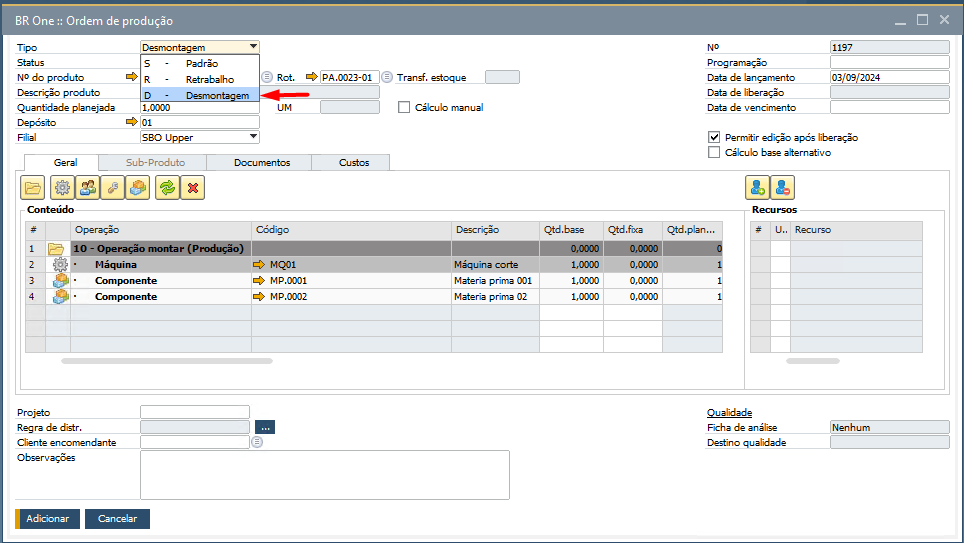 BR One :: Ordem de produção
Tipo Desmontagem Nº 1197
Status S - Padrão Programação
Nº do produto R - Retrabalho Rot. PA.0023-01 Transf. estoque Data de lançamento 03/09/2024
Descrição produto D - Desmontagem Data de liberação
Quantidade planejada 1,0000 UM Cálculo manual Data de vencimento
Depósito 01
Filial SBO Upper Permitir edição após liberação
Cálculo base alternativo
Geral Sub-Produto Documentos Custos
Conteúdo Recursos
# Operação Código Descrição Qtd.base Qtd.fixa Qtd.plan... # U.. Recurso
1 10 - Operação montar (Produção) 0,0000 0,0000 0
2 · Máquina MQ01 Máquina corte 1,0000 0,0000 1
3 · Componente MP.0001 Materia prima 001 1,0000 0,0000 1
4 · Componente MP.0002 Materia prima 02 1,0000 0,0000 1
Projeto Qualidade
Regra de distr. ... Ficha de análise Nenhum
Cliente encomendante Destino qualidade
Observações
Adicionar Cancelar